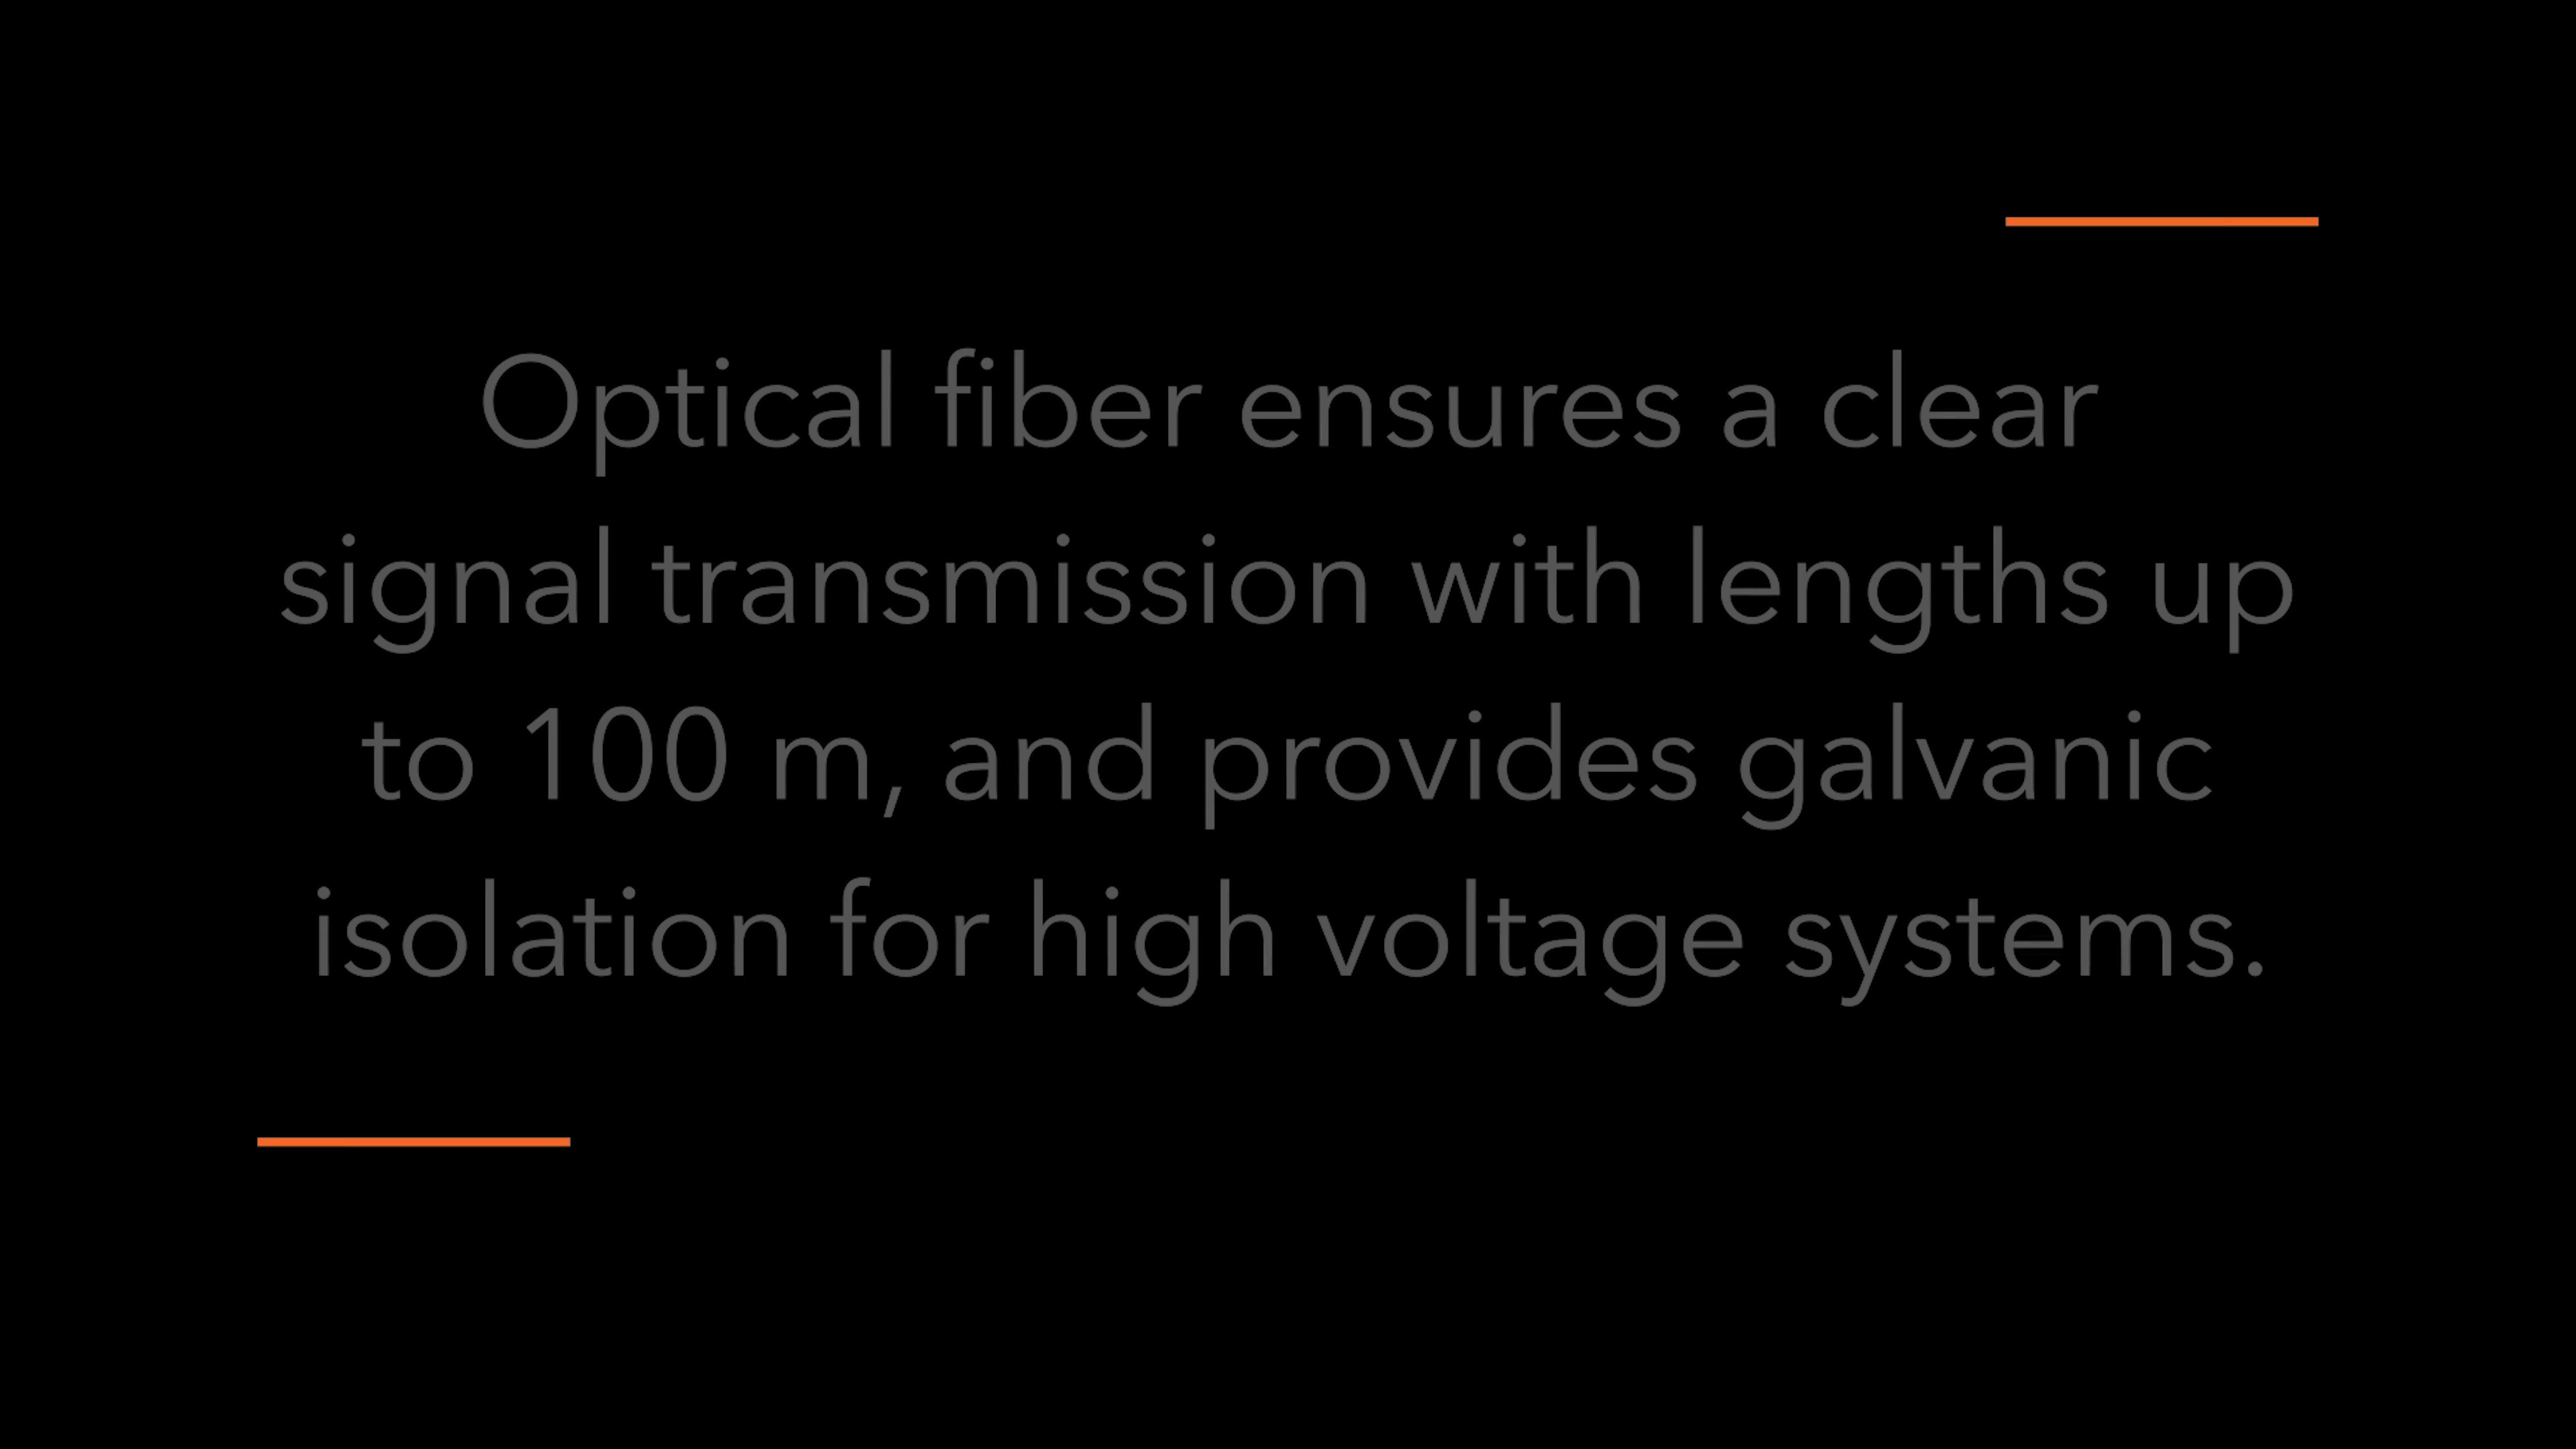 Optical fiber ensures a clear
signal transmission with lengths up
to 100 m, and provides galvanic
isolation for high voltage systems.